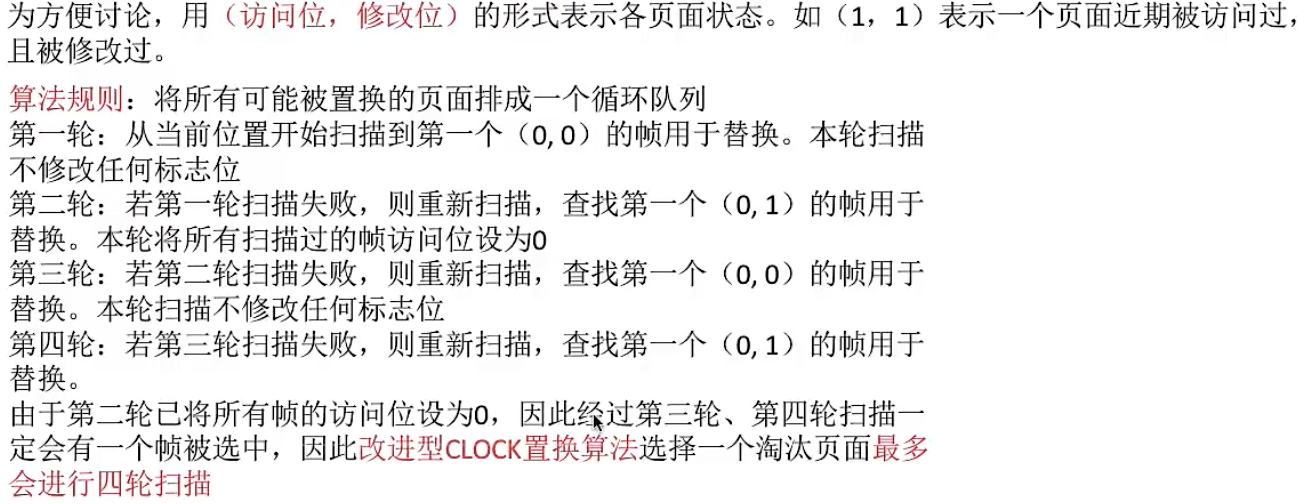 为方便讨论，用（访问位，修改位）的形式表示各页面状态。如（1，1）表示一个页面近期被访问过，
且被修改过。
算法规则：将所有可能被置换的页面排成一个循环队列
第一轮：从当前位置开始扫描到第一个（0, 0）的帧用于替换。本轮扫描
不修改任何标志位
第二轮：若第一轮扫描失败，则重新扫描，查找第一个（0, 1）的帧用于
替换。本轮将所有扫描过的帧访问位设为0
第三轮：若第二轮扫描失败，则重新扫描，查找第一个（0, 0）的帧用于
替换。本轮扫描不修改任何标志位
第四轮：若第三轮扫描失败，则重新扫描，查找第一个（0, 1）的帧用于
替换。
由于第二轮已将所有帧的访问位设为0，因此经过第三轮、第四轮扫描一
定会有一个帧被选中，因此改进型CLOCK置换算法选择一个淘汰页面最多
会进行四轮扫描